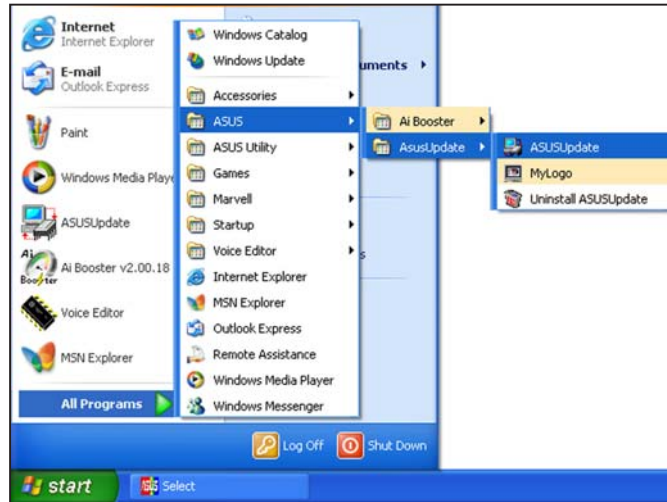 Internet
Internet Explorer
E-mail
Outlook Express
Paint
Windows Media Playe
ASUSUpdate
Ai Booster
Ai Booster v2.00.18
Voice Editor
MSN Explorer
All Programs
Windows Catalog
Windows Update
Accessories
ASUS
ASUS Utility
Games
Marvell
Startup
Voice Editor
Internet Explorer
MSN Explorer
Outlook Express
Remote Assistance
Windows Media Player
Windows Messenger
uments
s
Ai Booster
AsusUpdate
ASUSUpdate
MyLogo
Uninstall ASUSUpdate
Log Off
Shut Down
start
ASUS
Select